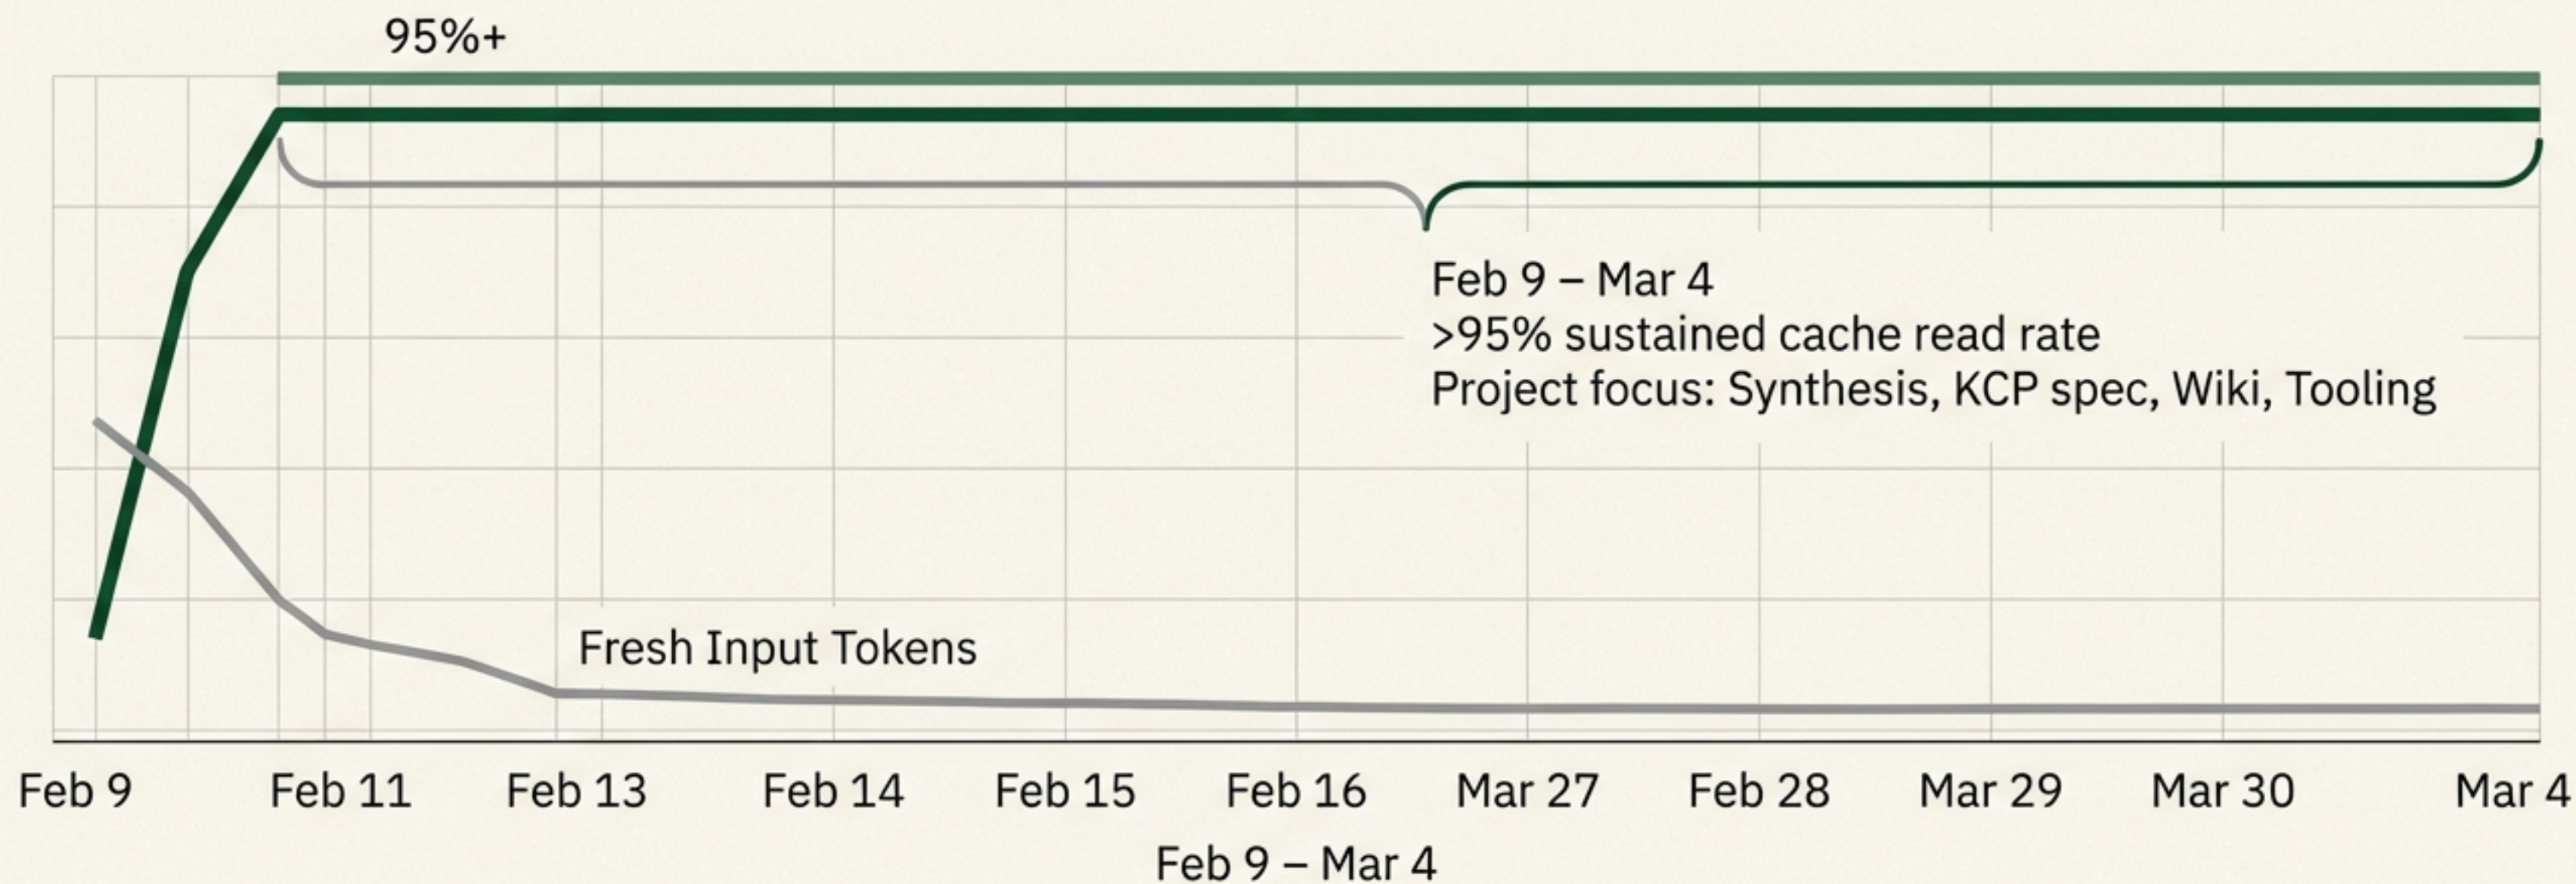 95%+
Feb 9 – Mar 4
>95% sustained cache read rate
Project focus: Synthesis, KCP spec, Wiki, Tooling
Fresh Input Tokens
Feb 9 Feb 11 Feb 13 Feb 14 Feb 15 Feb 16 Mar 27 Feb 28 Mar 29 Mar 30 Mar 4
Feb 9 – Mar 4